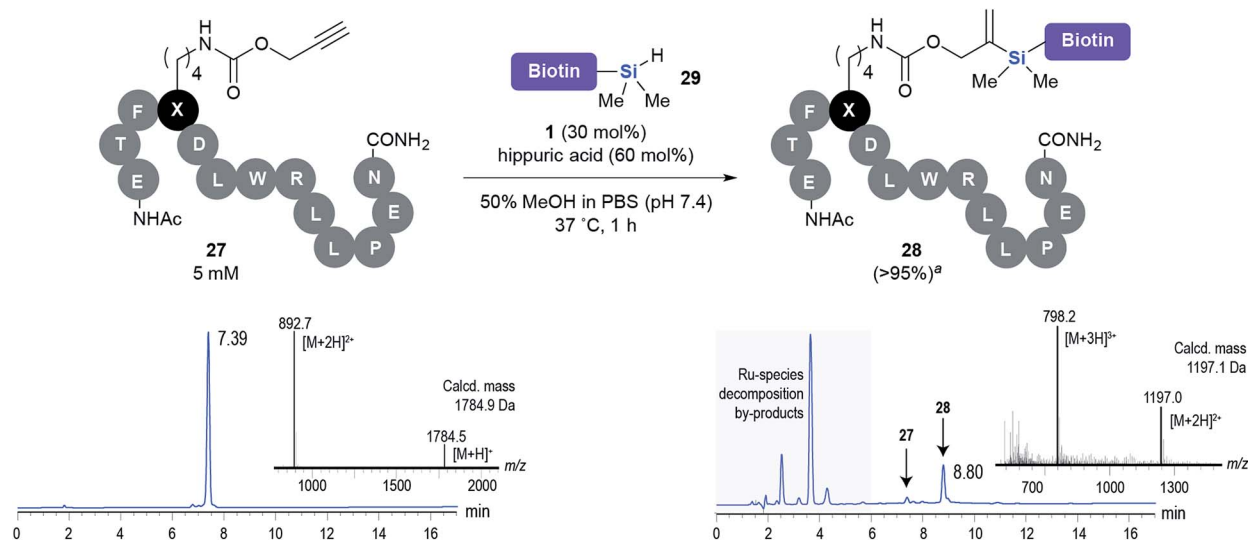 H
N
O
O
( )4
F
X
T
D
E
L
W
R
N
CONH2
NHAc
L
E
L
P
27
5 mM
Biotin
Si
H
29
Me
Me
1 (30 mol%)
hippuric acid (60 mol%)
50% MeOH in PBS (pH 7.4)
37 ˚C, 1 h
H
N
O
O
( )4
Si
Biotin
Me
Me
F
X
T
D
E
L
W
R
N
CONH2
NHAc
L
E
L
P
28
(>95%)a
7.39
892.7
[M+2H]2+
Calcd. mass
1784.9 Da
1784.5
[M+H]+
m/z
1000
1500
2000
min
0 2 4 6 8 10 12 14 16
Ru-species
decomposition
by-products
27
28
8.80
798.2
[M+3H]3+
Calcd. mass
1197.1 Da
1197.0
[M+2H]2+
m/z
700
1000
1300
min
0 2 4 6 8 10 12 14 16